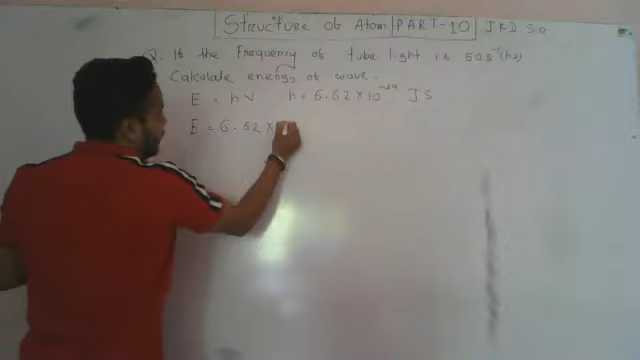 Structure of Atom PART-10 JKD Sir
Q. If the Frequency of tube light is 50 s⁻¹ (hz)
Calculate energy of wave.
E = hν h = 6.62 × 10⁻³⁴ JS
E = 6.62 ×